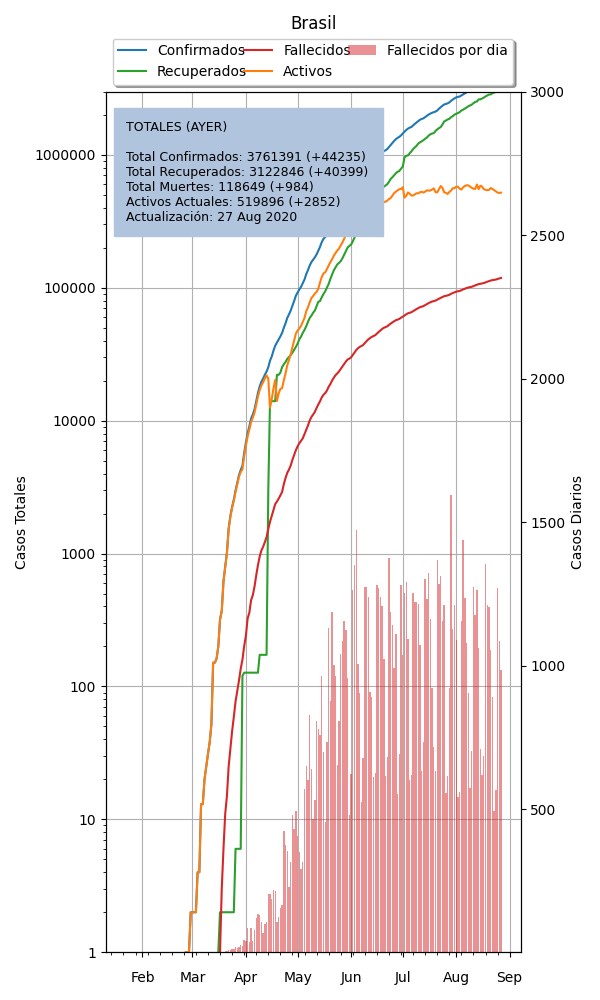 Brasil
Confirmados Fallecidos Fallecidos por dia
Recuperados Activos
TOTALES (AYER)
Total Confirmados: 3761391 (+44235)
Total Recuperados: 3122846 (+40399)
Total Muertes: 118649 (+984)
Activos Actuales: 519896 (+2852)
Actualización: 27 Aug 2020
1000000
100000
10000
1000
100
10
1
Casos Totales
3000
2500
2000
1500
1000
500
Casos Diarios
Feb Mar Apr May Jun Jul Aug Sep